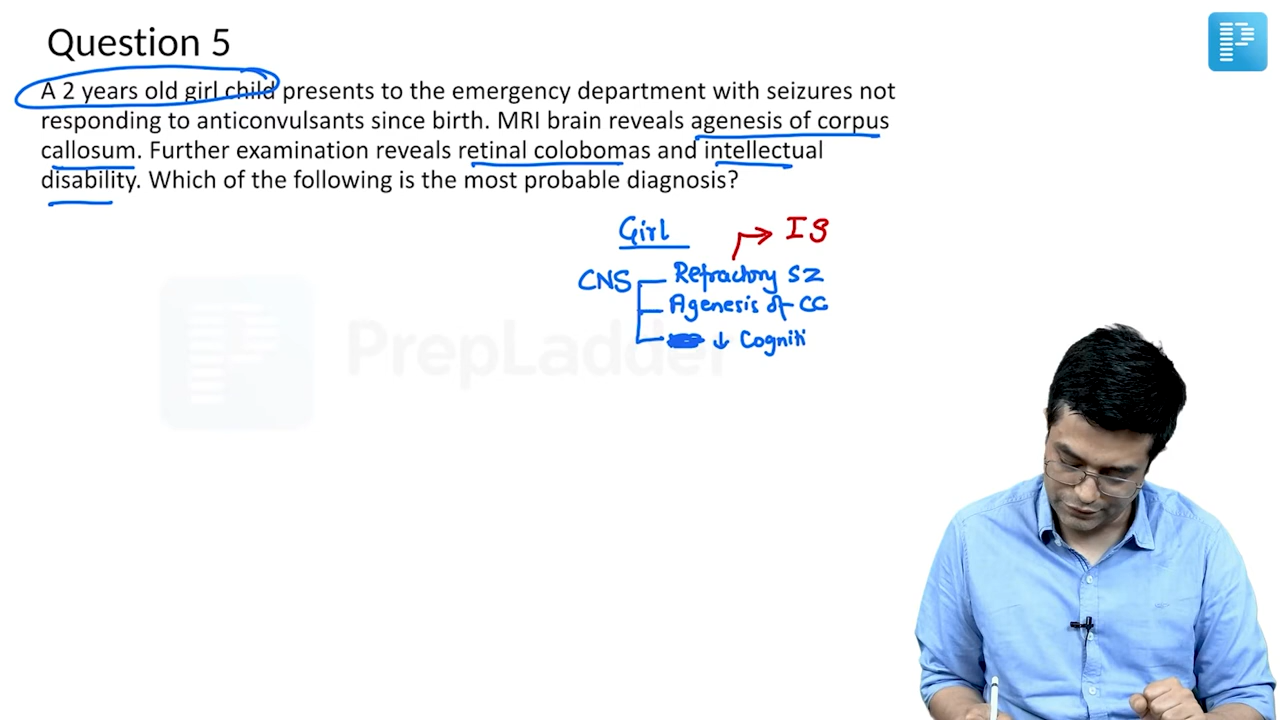 Question 5
A 2 years old girl child presents to the emergency department with seizures not
responding to anticonvulsants since birth. MRI brain reveals agenesis of corpus
callosum. Further examination reveals retinal colobomas and intellectual
disability. Which of the following is the most probable diagnosis?
Girl
IS
CNS Refractory SZ
Agenesis of CC
↓ Cogniti
PrepLadder